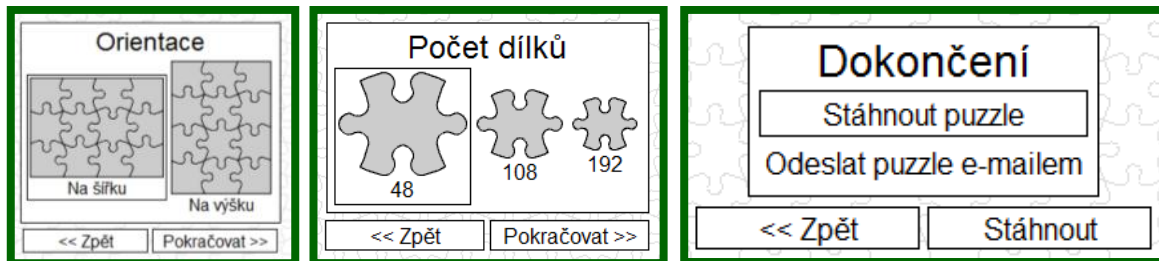 Orientace
Na šířku
Na výšku
<< Zpět
Pokračovat >>
Počet dílků
48
108
192
<< Zpět
Pokračovat >>
Dokončení
Stáhnout puzzle
Odeslat puzzle e-mailem
<< Zpět
Stáhnout